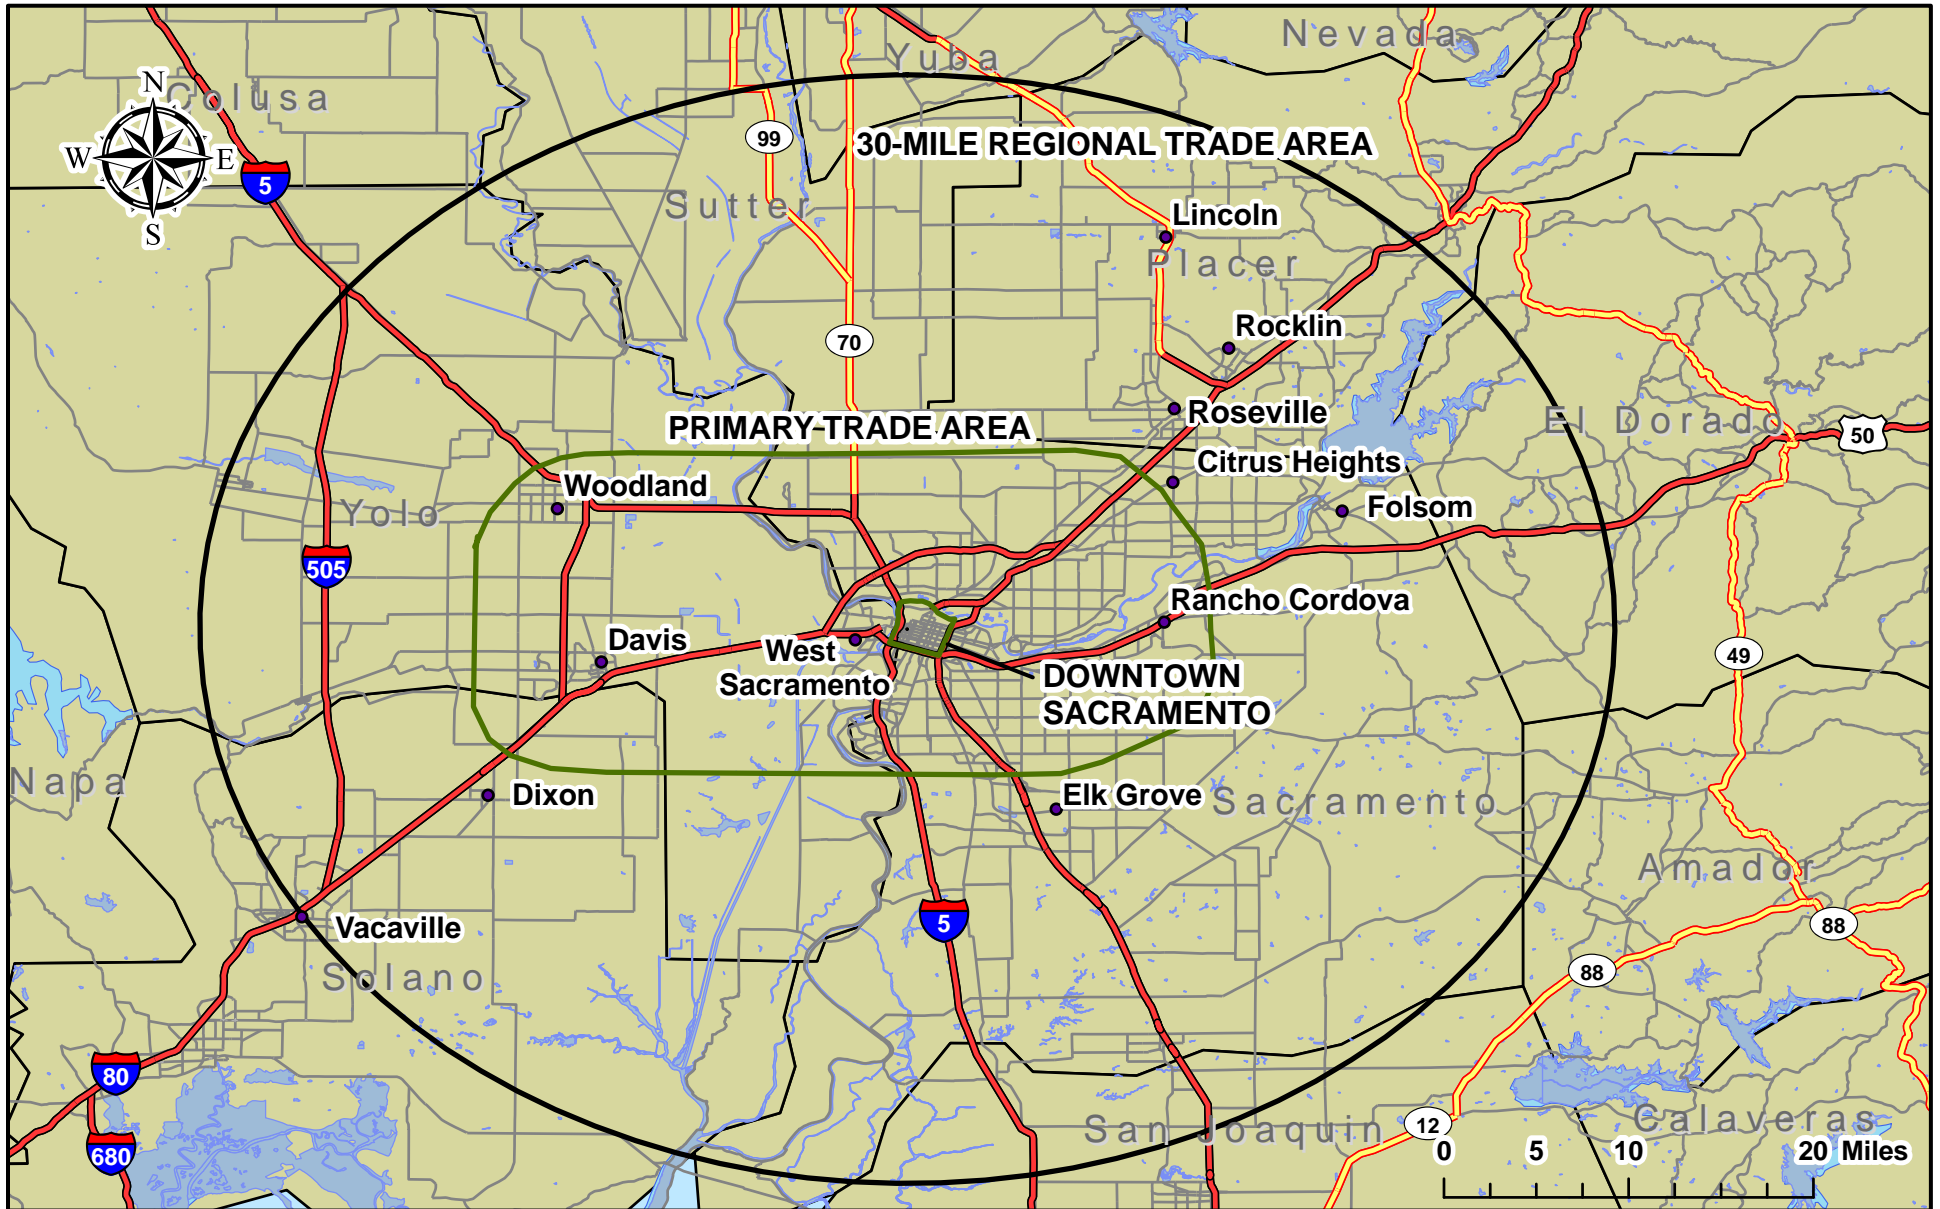 Nevada
Yuba
N
Colusa
99
30-MILE REGIONAL TRADE AREA
W
E
5
Sutter
Lincoln
S
Placer
Rocklin
70
Roseville
El Dorado
PRIMARY TRADE AREA
50
Citrus Heights
Woodland
Folsom
Yolo
505
Rancho Cordova
Davis
West
Sacramento
49
DOWNTOWN
SACRAMENTO
Napa
Dixon
Elk Grove
Sacramento
Amador
5
88
Vacaville
88
Solano
80
Calaveras
12
San Joaquin
680
0 5 10 20 Miles